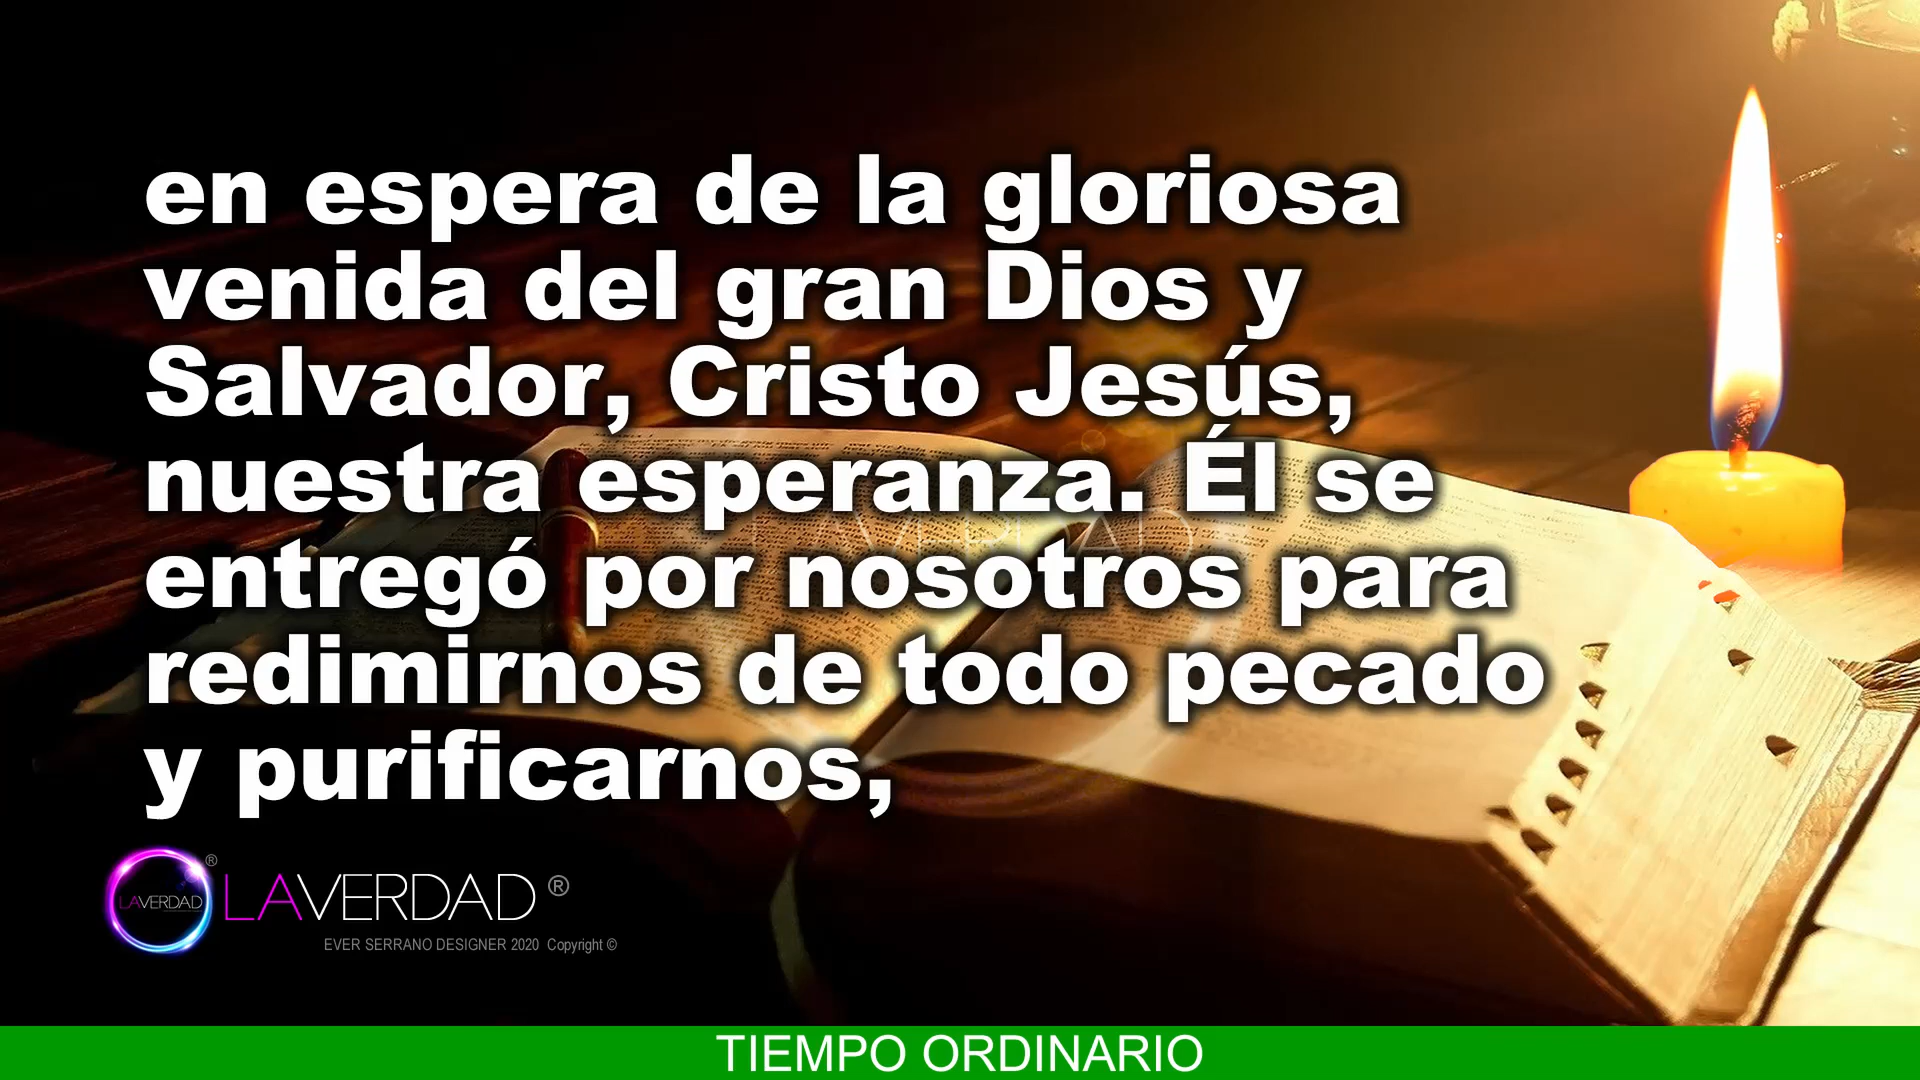 en espera de la gloriosa
venida del gran Dios y
Salvador, Cristo Jesús,
nuestra esperanza. Él se
entregó por nosotros para
redimirnos de todo pecado
y purificarnos,
LAVERDAD
LAVERDAD ®
®
EVER SERRANO DESIGNER 2020 Copyright ©
TIEMPO ORDINARIO